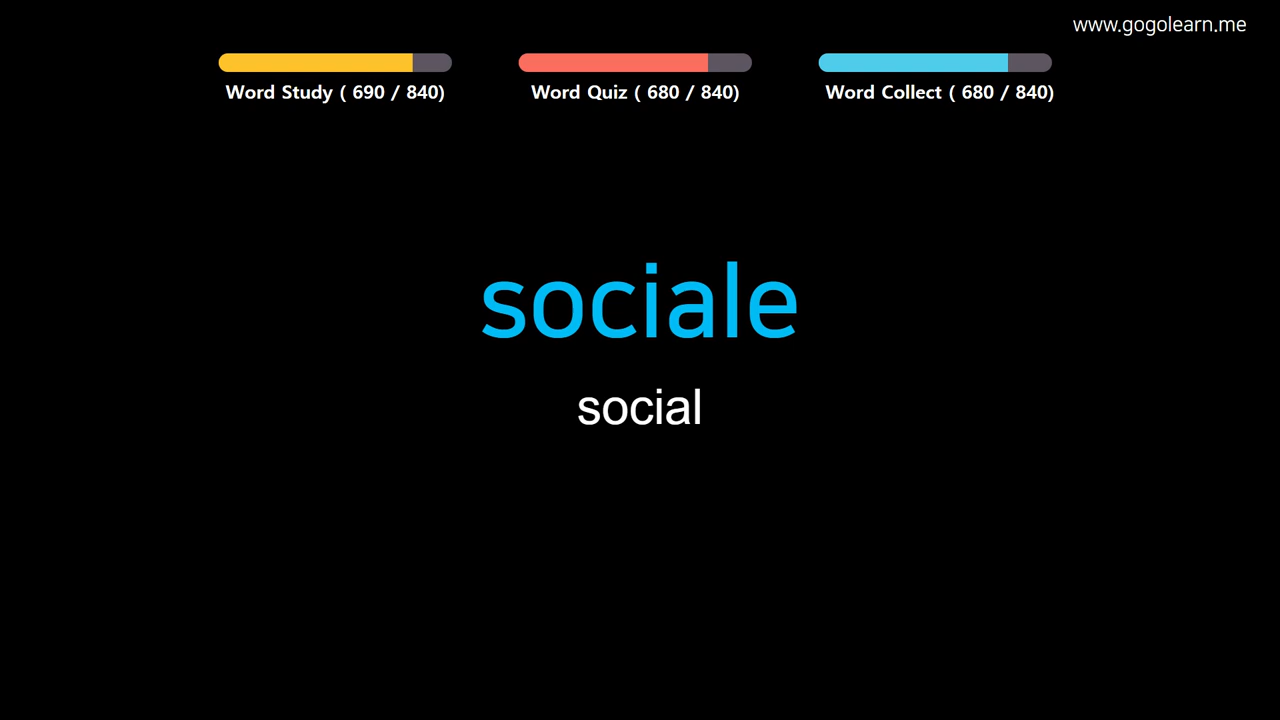 www.gogolearn.me
Word Study ( 690 / 840)
Word Quiz ( 680 / 840)
Word Collect ( 680 / 840)
sociale
social